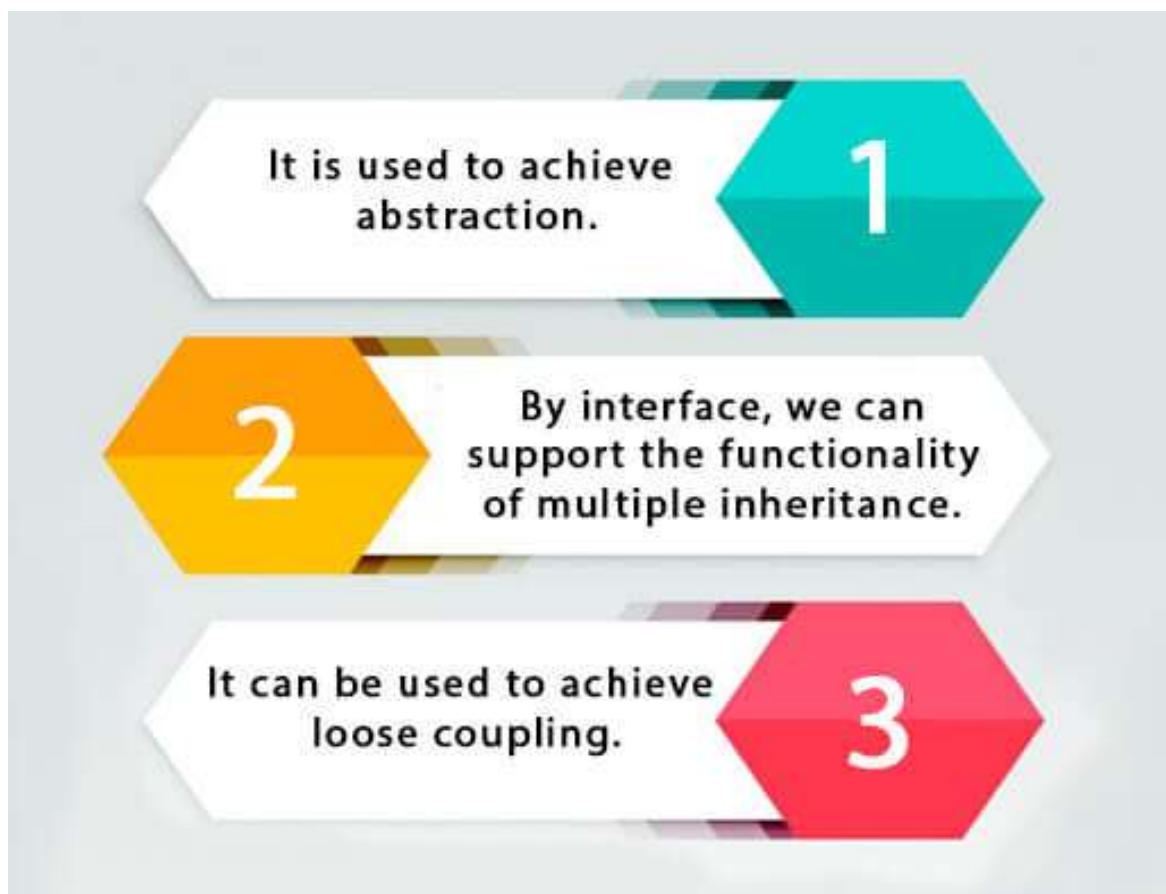 It is used to achieve
abstraction.
1
2
By interface, we can
support the functionality
of multiple inheritance.
It can be used to achieve
loose coupling.
3